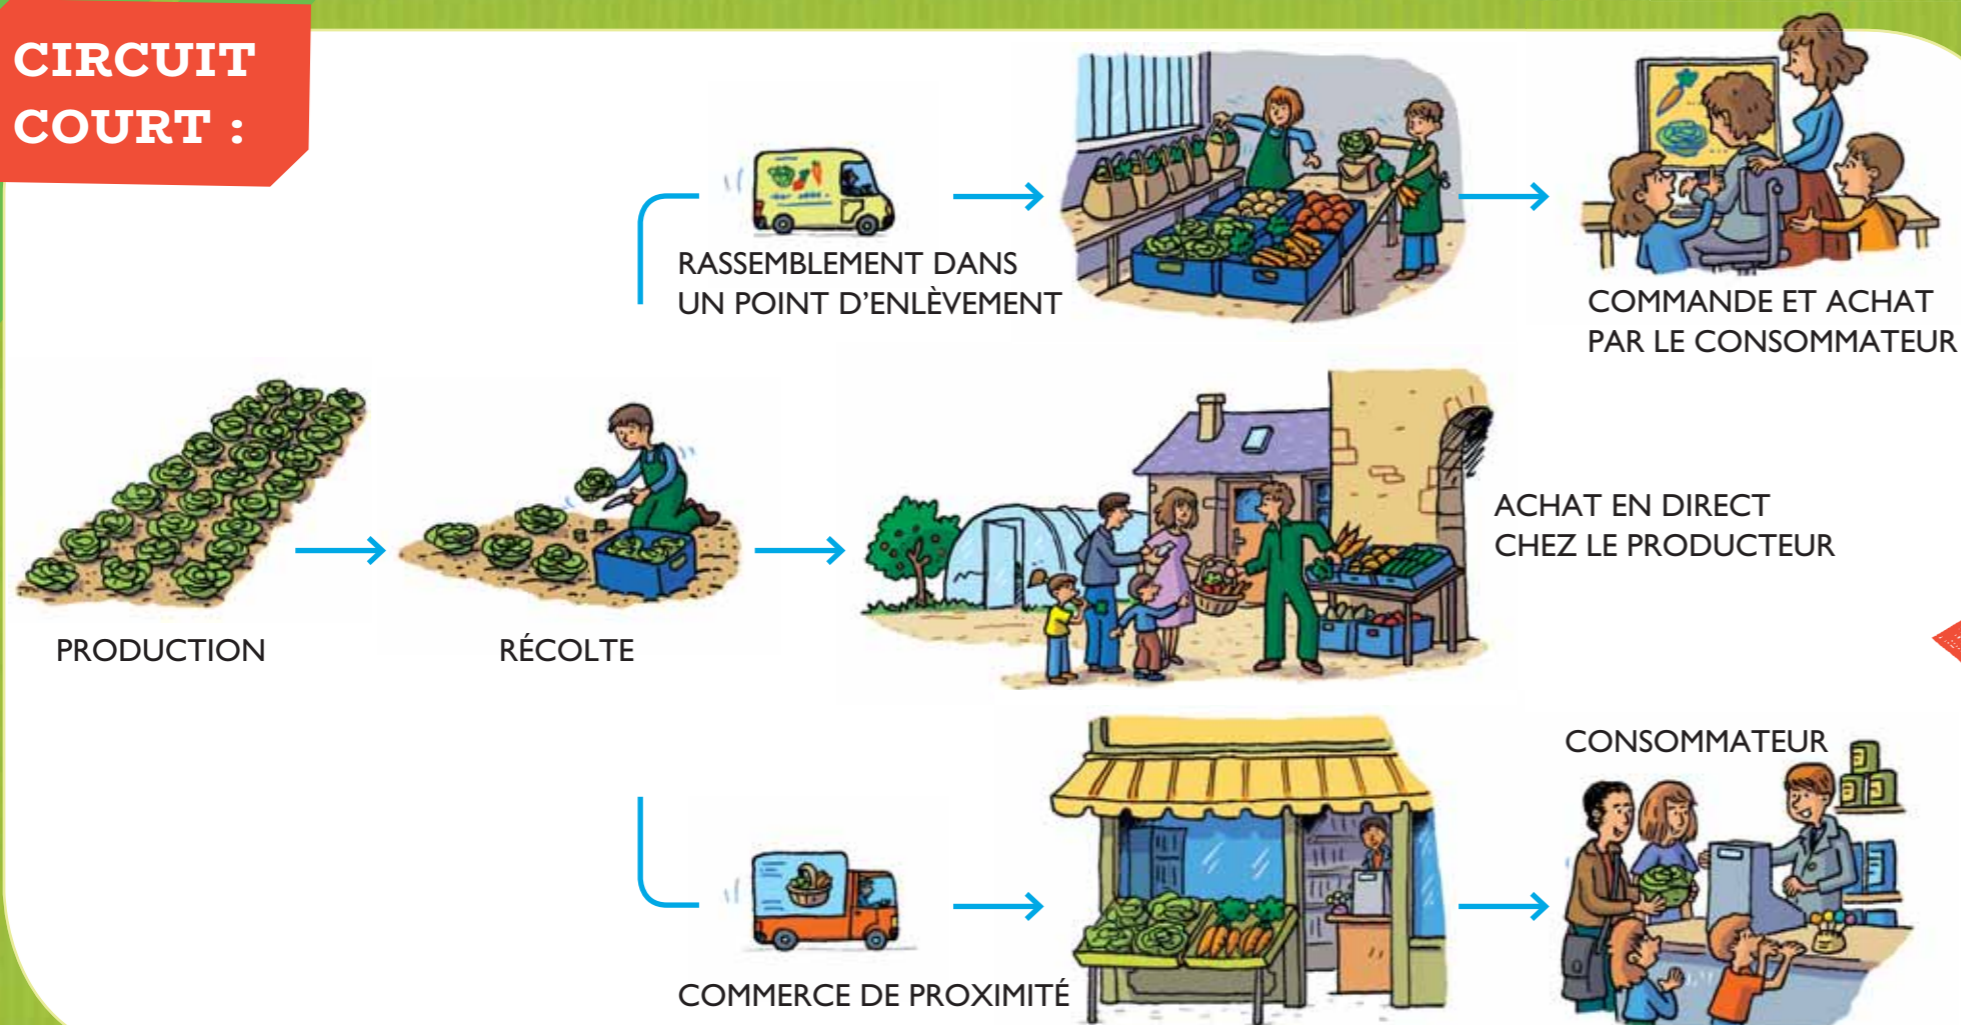 CIRCUIT
COURT :
RASSEMBLEMENT DANS
UN POINT D'ENLÈVEMENT
COMMANDE ET ACHAT
PAR LE CONSOMMATEUR
PRODUCTION
RÉCOLTE
ACHAT EN DIRECT
CHEZ LE PRODUCTEUR
COMMERCE DE PROXIMITÉ
CONSOMMATEUR